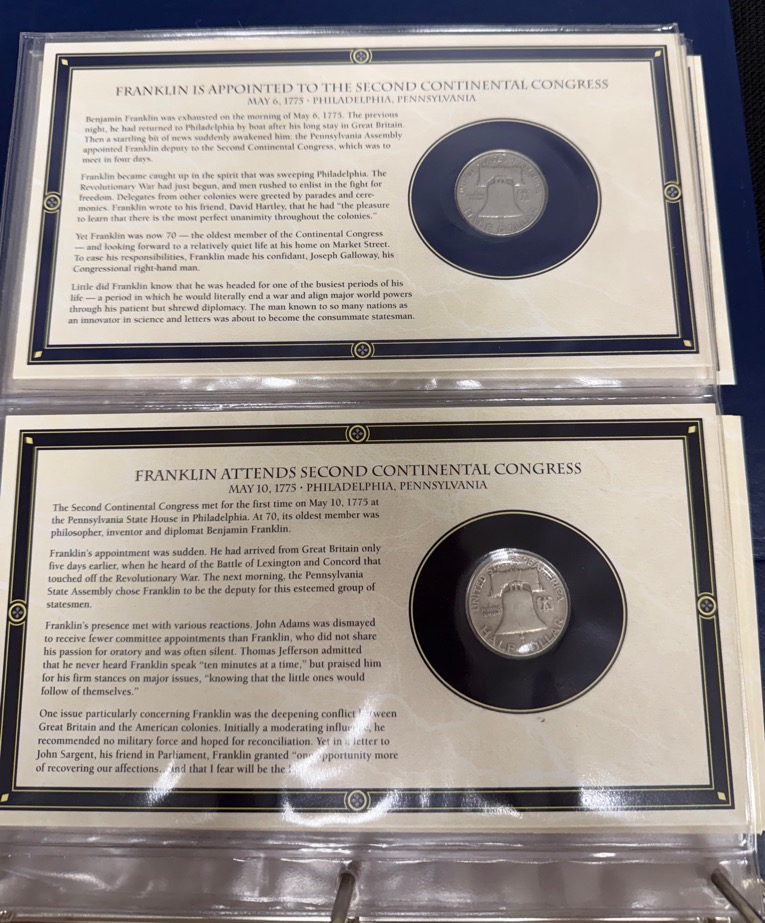 FRANKLIN IS APPOINTED TO THE SECOND CONTINENTAL CONGRESS
MAY 6, 1775 • PHILADELPHIA, PENNSYLVANIA
Benjamin Franklin was exhausted on the morning of May 6, 1775. The previous
night, he had returned to Philadelphia by boat after his long stay in Great Britain.
Then a startling bit of news suddenly awakened him: the Pennsylvania Assembly
appointed Franklin deputy to the Second Continental Congress, which was to
meet in four days.
Franklin became caught up in the spirit that was sweeping Philadelphia. The
Revolutionary War had just begun, and men rushed to enlist in the fight for
freedom. Delegates from other colonies were greeted by parades and cere-
monies. Franklin wrote to his friend, David Hartley, that he had “the pleasure
to learn that there is the most perfect unanimity throughout the colonies.”
Yet Franklin was now 70 — the oldest member of the Continental Congress
— and looking forward to a relatively quiet life at his home on Market Street.
To ease his responsibilities, Franklin made his confidant, Joseph Galloway, his
Congressional right-hand man.
Little did Franklin know that he was headed for one of the busiest periods of his
life — a period in which he would literally end a war and align major world powers
through his patient but shrewd diplomacy. The man known to so many nations as
an innovator in science and letters was about to become the consummate statesman.
HALF DOLLAR
FRANKLIN ATTENDS SECOND CONTINENTAL CONGRESS
MAY 10, 1775 • PHILADELPHIA, PENNSYLVANIA
The Second Continental Congress met for the first time on May 10, 1775 at
the Pennsylvania State House in Philadelphia. At 70, its oldest member was
philosopher, inventor and diplomat Benjamin Franklin.
Franklin's appointment was sudden. He had arrived from Great Britain only
five days earlier, when he heard of the Battle of Lexington and Concord that
touched off the Revolutionary War. The next morning, the Pennsylvania
State Assembly chose Franklin to be the deputy for this esteemed group of
statesmen.
Franklin's presence met with various reactions. John Adams was dismayed
to receive fewer committee appointments than Franklin, who did not share
his passion for oratory and was often silent. Thomas Jefferson admitted
that he never heard Franklin speak “ten minutes at a time,” but praised him
for his firm stances on major issues, “knowing that the little ones would
follow of themselves.”
One issue particularly concerning Franklin was the deepening conflict between
Great Britain and the American colonies. Initially a moderating influence, he
recommended no military force and hoped for reconciliation. Yet in a letter to
John Sargent, his friend in Parliament, Franklin granted “one opportunity more
of recovering our affections, and that I fear will be the
UNITED STATES OF AMERICA
HALF DOLLAR